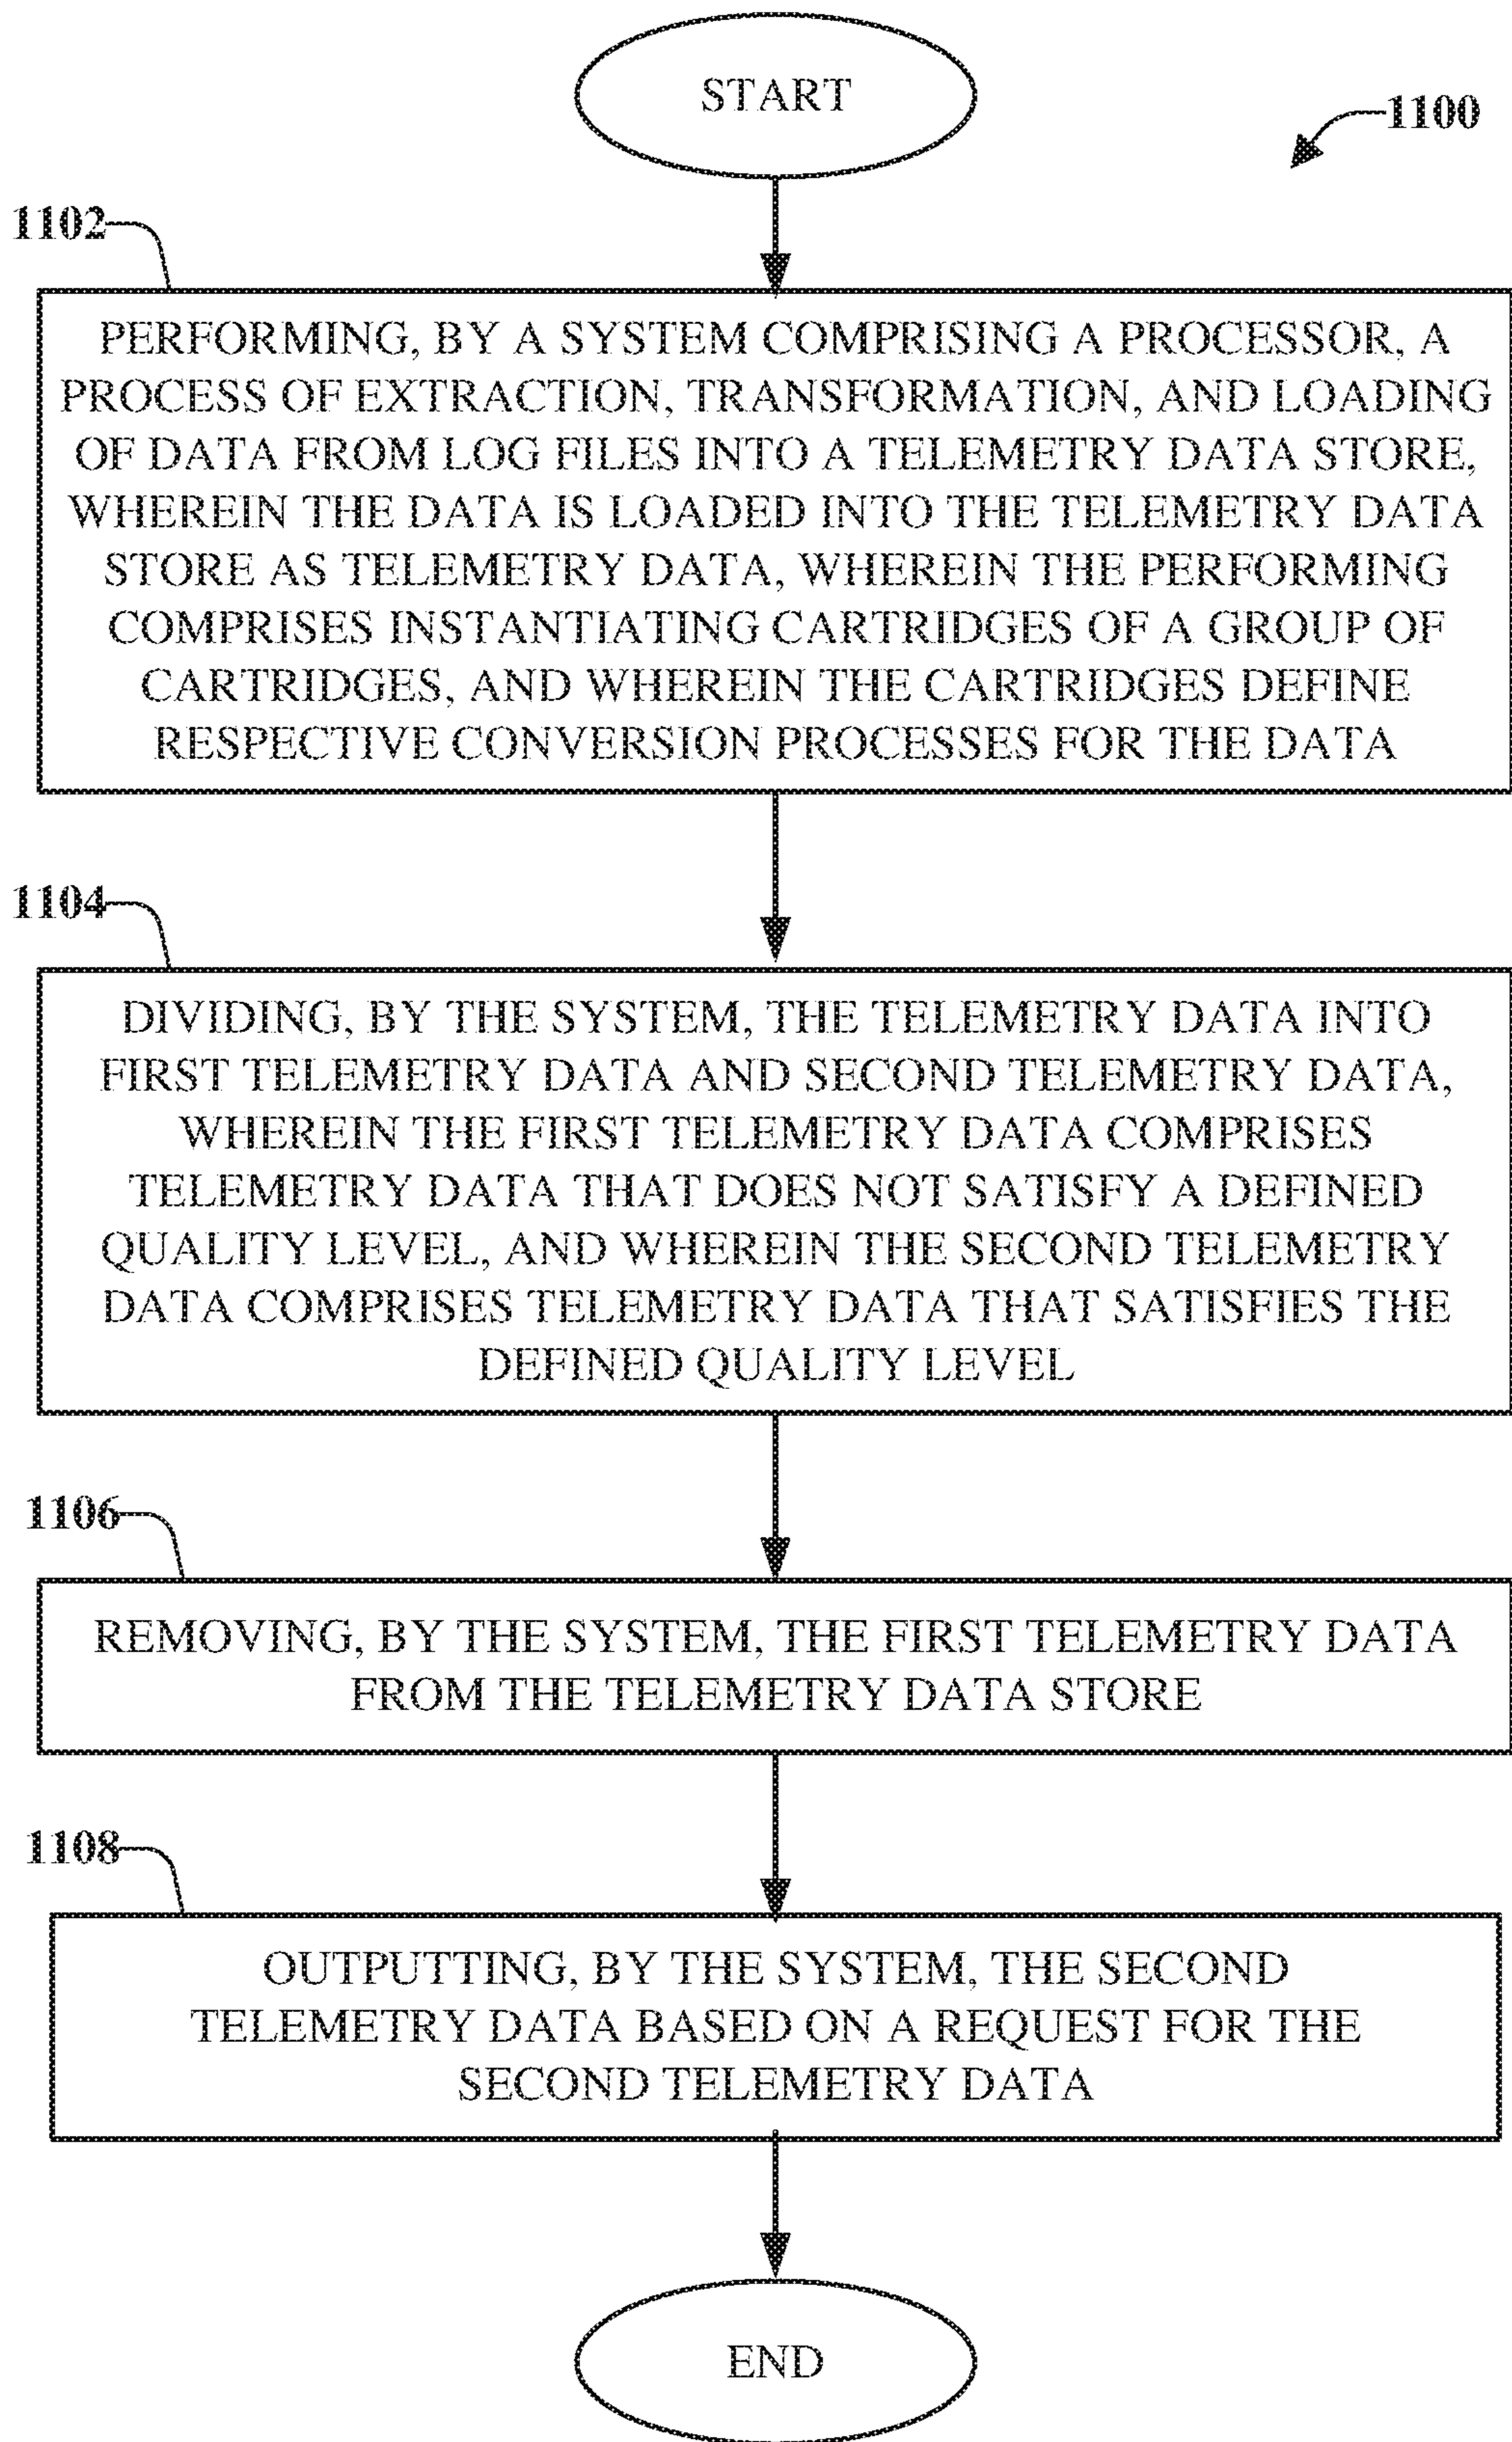 START
1100
1102
PERFORMING, BY A SYSTEM COMPRISING A PROCESSOR, A
PROCESS OF EXTRACTION, TRANSFORMATION, AND LOADING
OF DATA FROM LOG FILES INTO A TELEMETRY DATA STORE,
WHEREIN THE DATA IS LOADED INTO THE TELEMETRY DATA
STORE AS TELEMETRY DATA, WHEREIN THE PERFORMING
COMPRISES INSTANTIATING CARTRIDGES OF A GROUP OF
CARTRIDGES, AND WHEREIN THE CARTRIDGES DEFINE
RESPECTIVE CONVERSION PROCESSES FOR THE DATA
1104
DIVIDING, BY THE SYSTEM, THE TELEMETRY DATA INTO
FIRST TELEMETRY DATA AND SECOND TELEMETRY DATA,
WHEREIN THE FIRST TELEMETRY DATA COMPRISES
TELEMETRY DATA THAT DOES NOT SATISFY A DEFINED
QUALITY LEVEL, AND WHEREIN THE SECOND TELEMETRY
DATA COMPRISES TELEMETRY DATA THAT SATISFIES THE
DEFINED QUALITY LEVEL
1106
REMOVING, BY THE SYSTEM, THE FIRST TELEMETRY DATA
FROM THE TELEMETRY DATA STORE
1108
OUTPUTTING, BY THE SYSTEM, THE SECOND
TELEMETRY DATA BASED ON A REQUEST FOR THE
SECOND TELEMETRY DATA
END